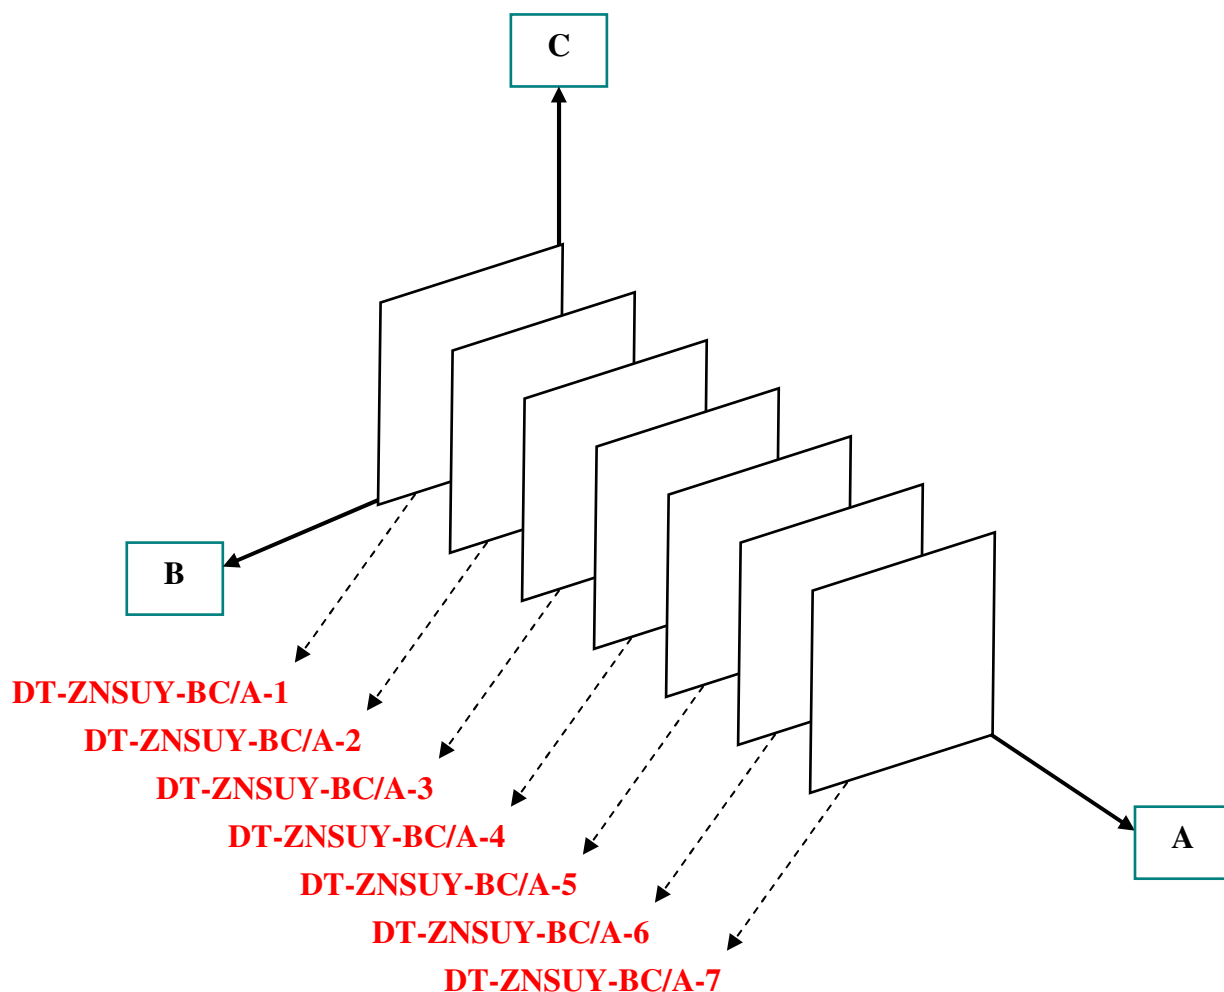 C
B
DT-ZNSUY-BC/A-1
DT-ZNSUY-BC/A-2
DT-ZNSUY-BC/A-3
DT-ZNSUY-BC/A-4
A
DT-ZNSUY-BC/A-5
DT-ZNSUY-BC/A-6
DT-ZNSUY-BC/A-7